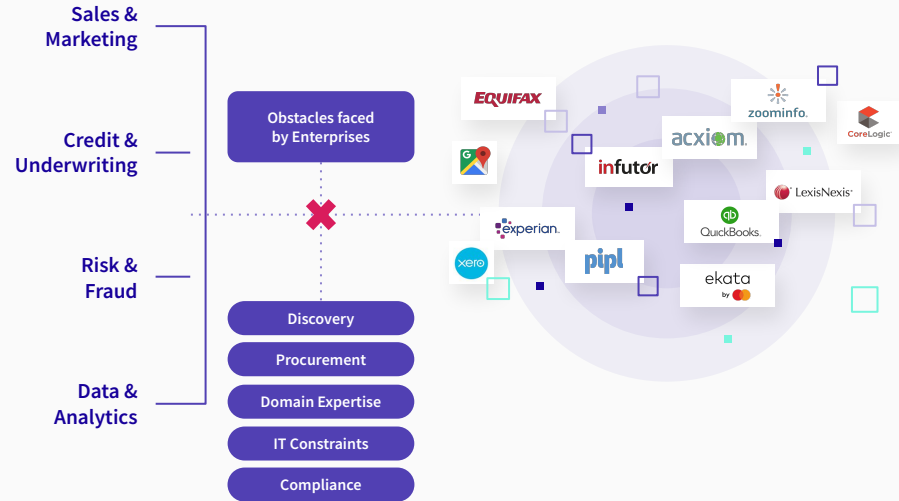 Sales &
Marketing
Credit &
Underwriting
Risk &
Fraud
Data &
Analytics
Obstacles faced
by Enterprises
Discovery
Procurement
Domain Expertise
IT Constraints
Compliance
EQUIFAX
zoominfo.
CoreLogic
acxiom.
G
infutor
LexisNexis
qb
QuickBooks.
experian.
xero
pipl
ekata
by